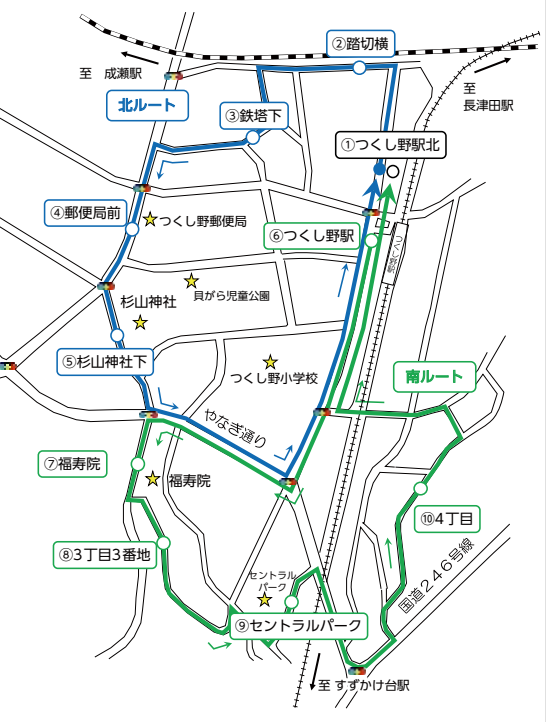 ②踏切横
至 成瀬駅
至
長津田駅
北ルート
③鉄塔下
①つくし野駅北
④郵便局前
つくし野郵便局
⑥つくし野駅
つくし野駅
杉山神社
貝がら児童公園
⑤杉山神社下
つくし野小学校
南ルート
やなぎ通り
⑦福寿院
福寿院
⑩4丁目
⑧3丁目3番地
国道246号線
セントラル
パーク
⑨セントラルパーク
至 すずかけ台駅